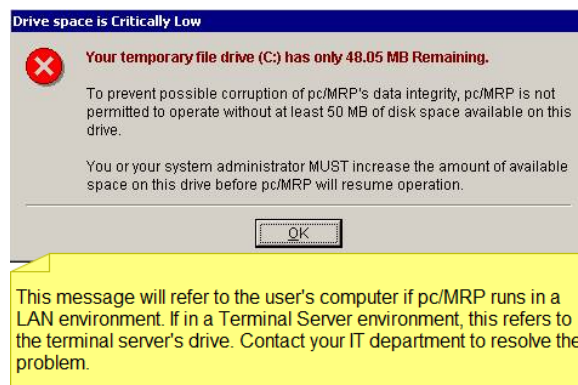 Drive space is Critically Low
Your temporary file drive (C:) has only 48.05 MB Remaining.
To prevent possible corruption of pc/MRP's data integrity, pc/MRP is not
permitted to operate without at least 50 MB of disk space available on this
drive.
You or your system administrator MUST increase the amount of available
space on this drive before pc/MRP will resume operation.
OK
This message will refer to the user's computer if pc/MRP runs in a
LAN environment. If in a Terminal Server environment, this refers to
the terminal server's drive. Contact your IT department to resolve the
problem.